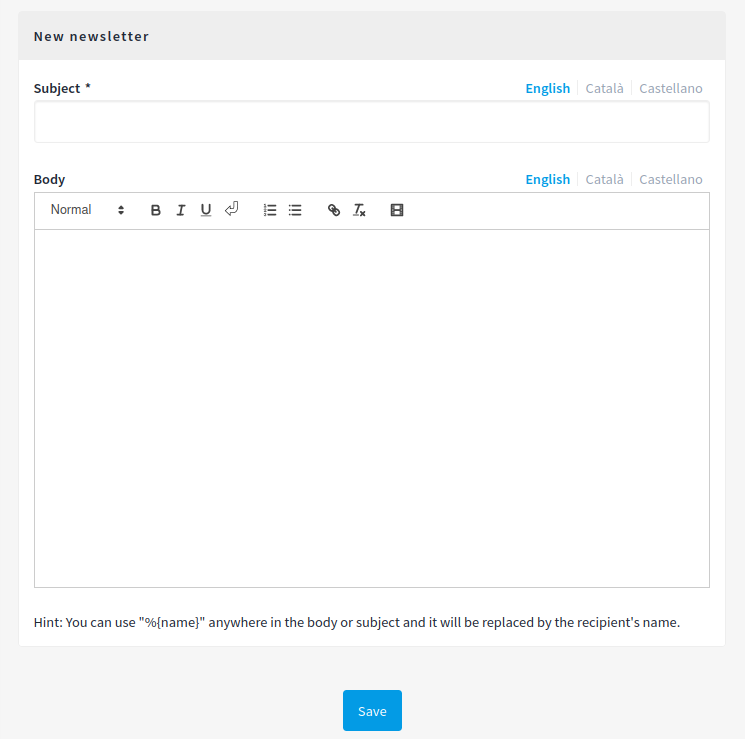 New newsletter
Subject * English Català Castellano
Body English Català Castellano
Normal B I U
Hint: You can use "%{name}" anywhere in the body or subject and it will be replaced by the recipient's name.
Save